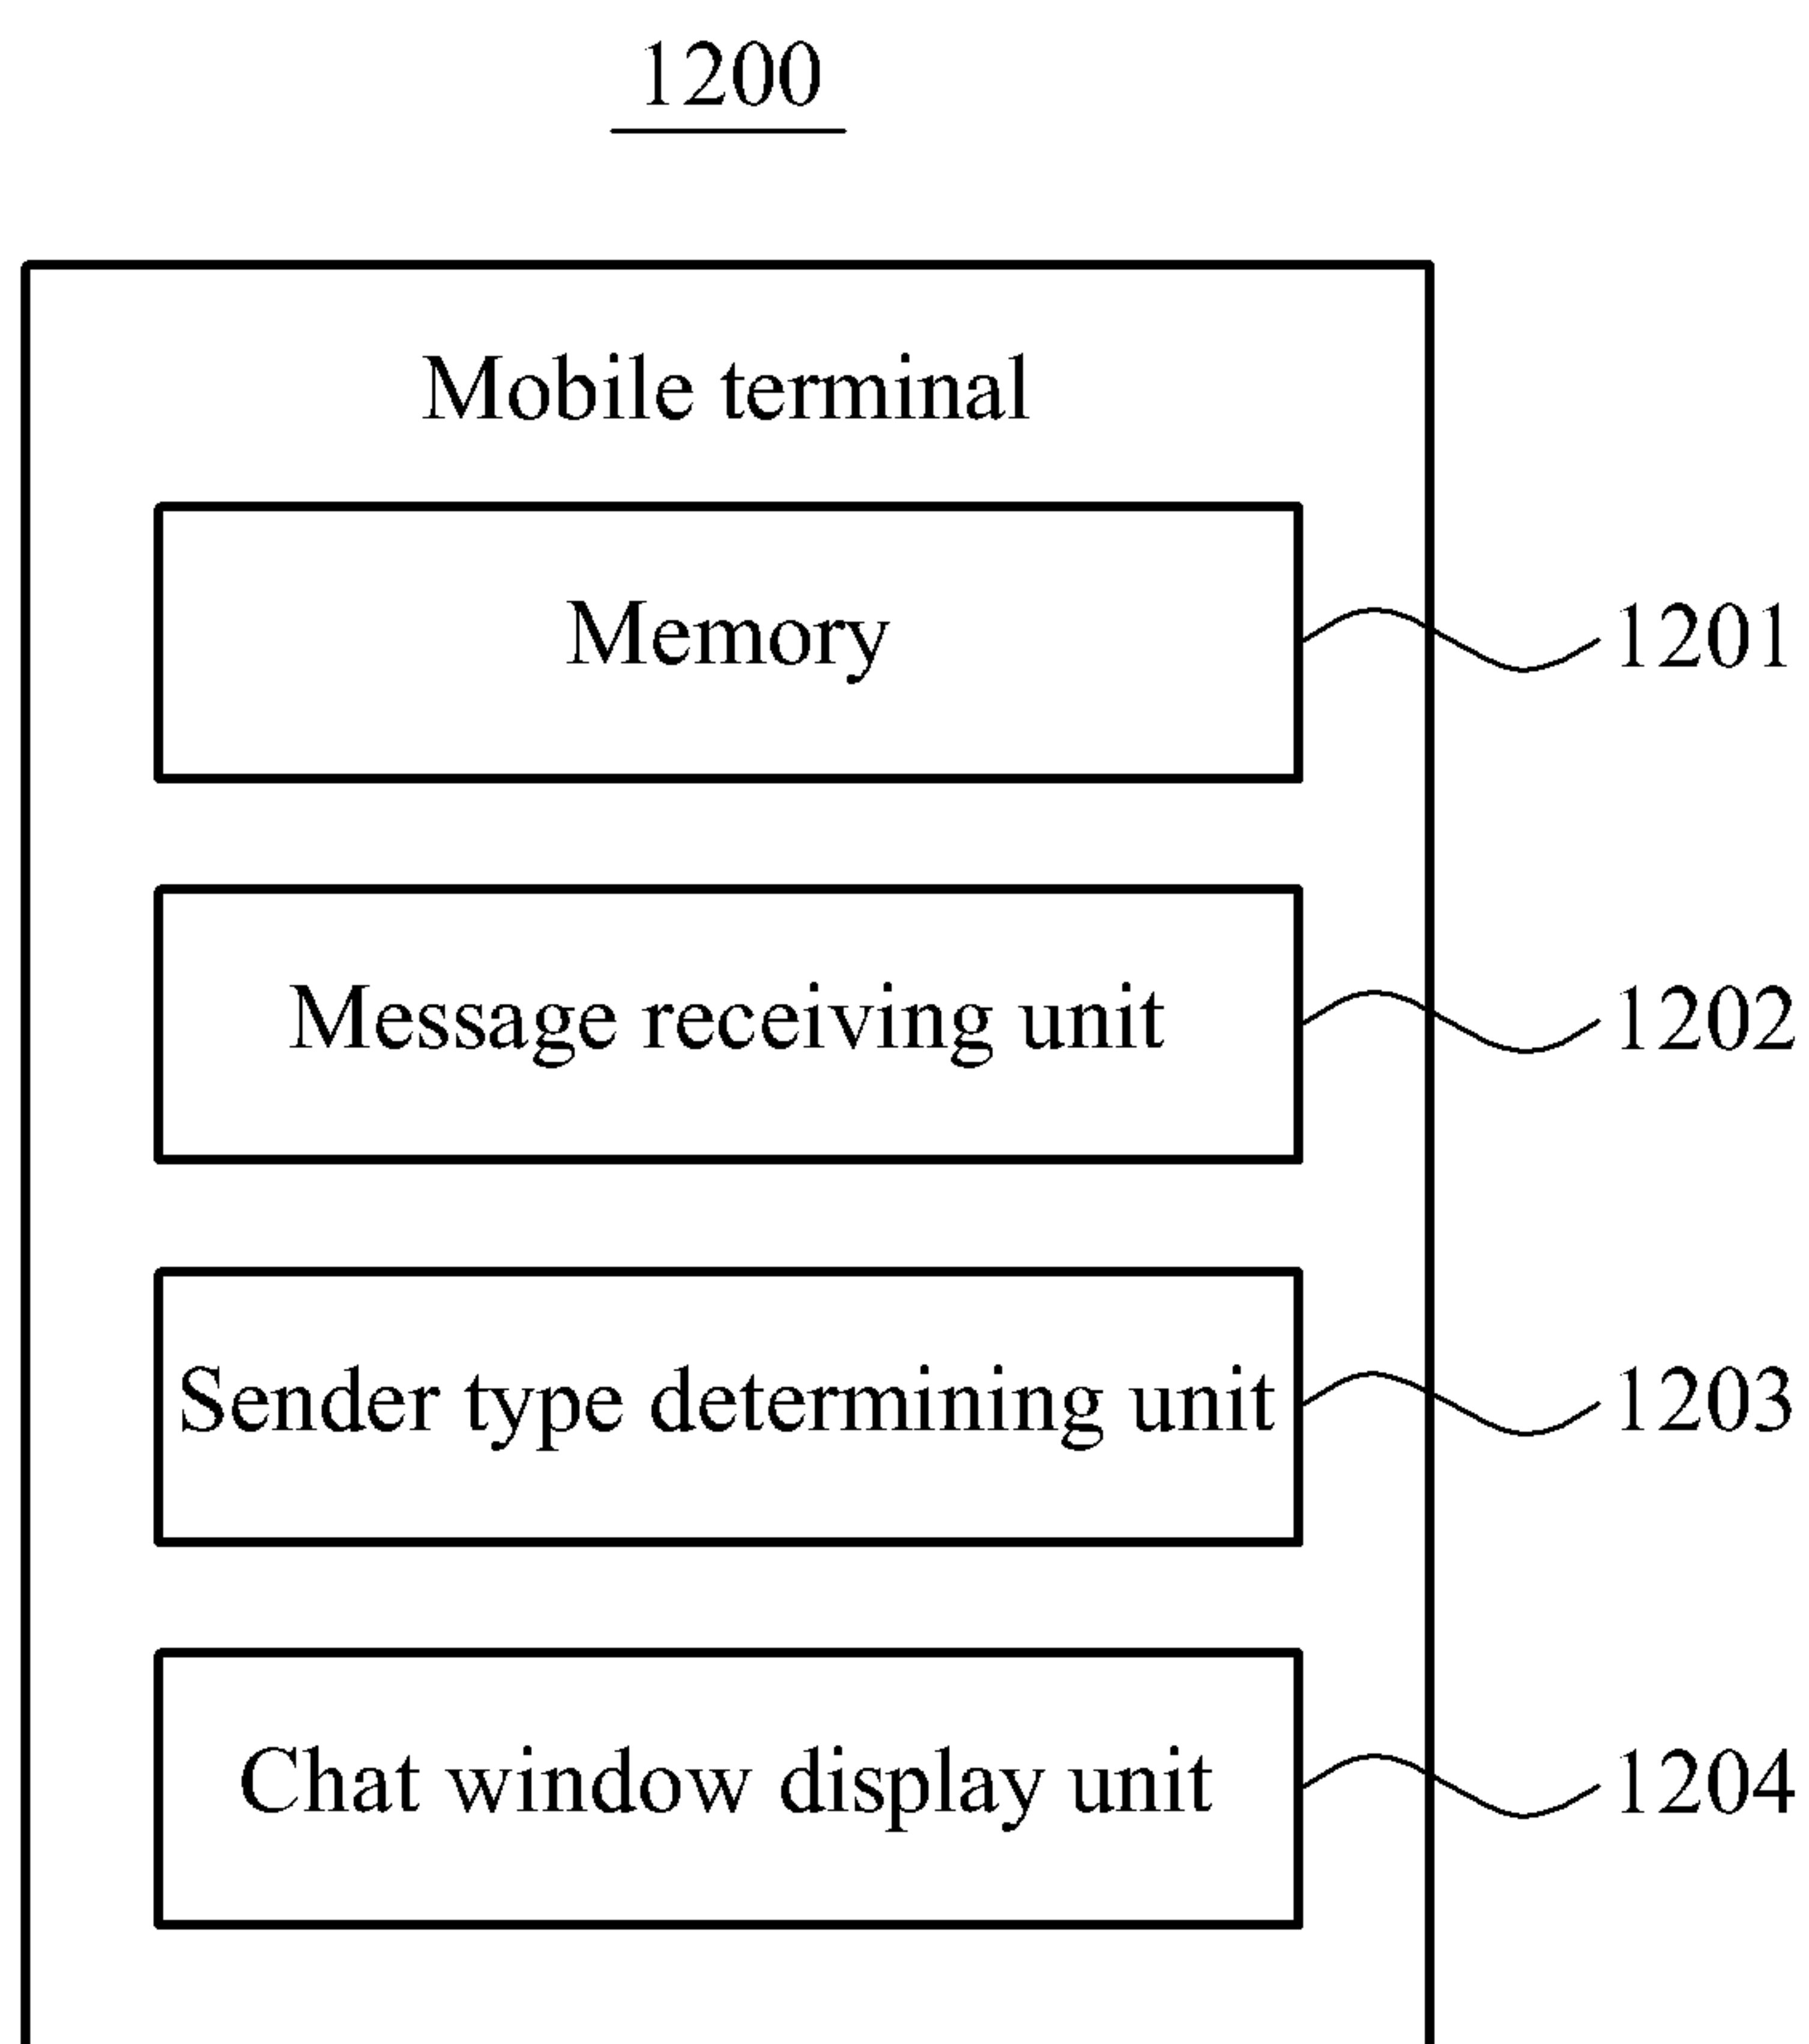 1200
Mobile terminal
Memory
1201
Message receiving unit
1202
Sender type determining unit
1203
Chat window display unit
1204